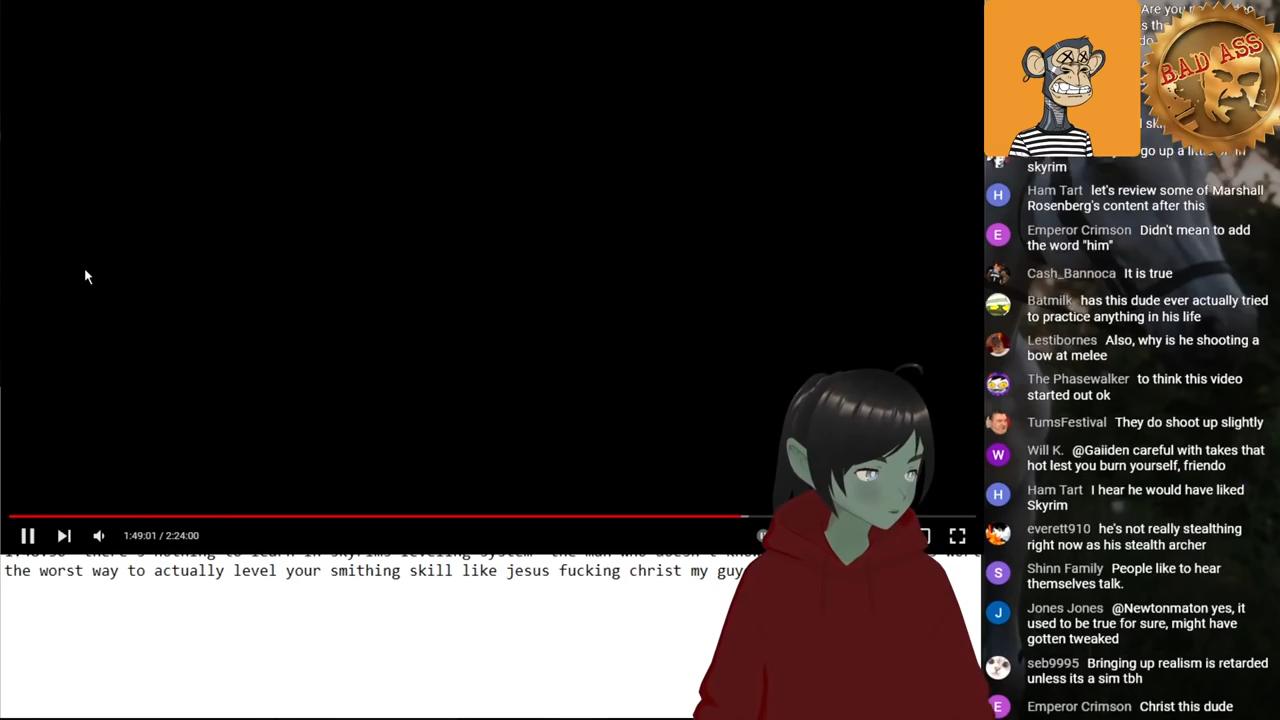 1:49:01 / 2:24:00
the worst way to actually level your smithing skill like jesus fucking christ my guy
BAD ASS
Are you
skyrim
Ham Tart let's review some of Marshall
Rosenberg's content after this
Emperor Crimson Didn't mean to add
the word "him"
Cash_Bannoca It is true
Batmilk has this dude ever actually tried
to practice anything in his life
Lestibornes Also, why is he shooting a
bow at melee
The Phasewalker to think this video
started out ok
TumsFestival They do shoot up slightly
W
Will K. @Gaiiden careful with takes that
hot lest you burn yourself, friendo
H
Ham Tart I hear he would have liked
Skyrim
everett910 he's not really stealthing
right now as his stealth archer
S
Shinn Family People like to hear
themselves talk.
J
Jones Jones @Newtonmaton yes, it
used to be true for sure, might have
gotten tweaked
seb9995 Bringing up realism is retarded
unless its a sim tbh
E
Emperor Crimson Christ this dude